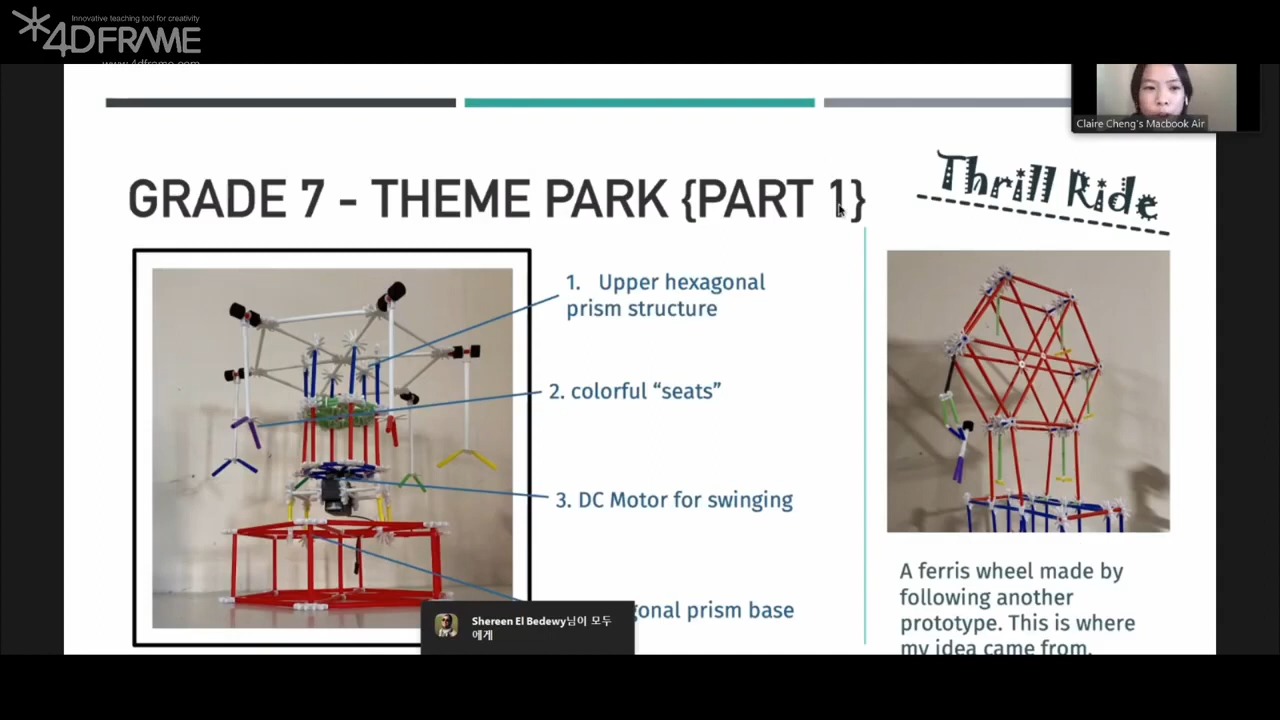 Innovative teaching tool for creativity
4DFRAME
www.4dframe.com
Claire Cheng's Macbook Air
GRADE 7 - THEME PARK {PART 1}
Thrill Ride
1. Upper hexagonal
prism structure
2. colorful “seats”
3. DC Motor for swinging
gonal prism base
Shereen El Bedewy님이 모두
에게
A ferris wheel made by
following another
prototype. This is where
my idea came from.